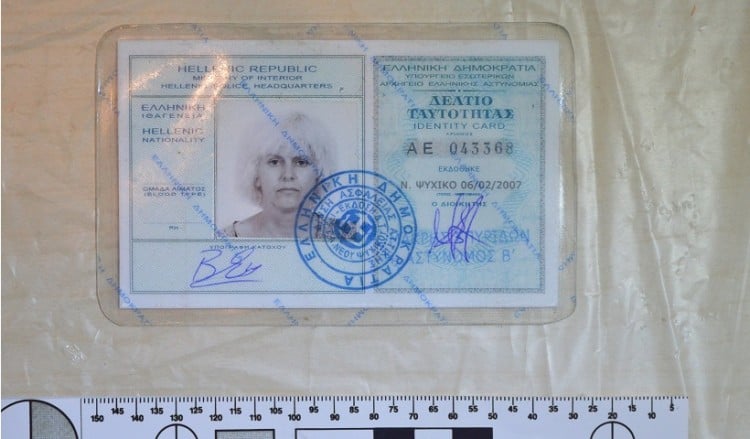 HELLENIC REPUBLIC
MINISTRY OF INTERIOR
HELLENIC POLICE HEADQUARTERS
ΕΛΛΗΝΙΚΗ
ΙΘΑΓΕΝΕΙΑ
HELLENIC
NATIONALITY
ΟΜΑΔΑ ΑΙΜΑΤΟΣ
(BLOOD TYPE)
RH
ΥΠΟΓΡΑΦΗ ΚΑΤΟΧΟΥ
ΕΛΛΗΝΙΚΗ ΔΗΜΟΚΡΑΤΙΑ
ΥΠΟΥΡΓΕΙΟ ΕΣΩΤΕΡΙΚΩΝ
ΑΡΧΗΓΕΙΟ ΕΛΛΗΝΙΚΗΣ ΑΣΤΥΝΟΜΙΑΣ
ΔΕΛΤΙΟ
ΤΑΥΤΟΤΗΤΑΣ
IDENTITY CARD
ΑΕ 043368
ΕΚΔΟΘΗΚΕ
Ν. ΨΥΧΙΚΟ 06/02/2007
Ο ΔΙΟΙΚΗΤΗΣ
ΑΣΤΥΝΟΜΟΣ Β'
ΕΛΛΗΝΙΚΗ ΔΗΜΟΚΡΑΤΙΑ
150 145 140 135 130 125 120 115 110 105 100 95 90 85 80 75 70 65 60 55 50 45 40 35 30 25 20 15 10 5